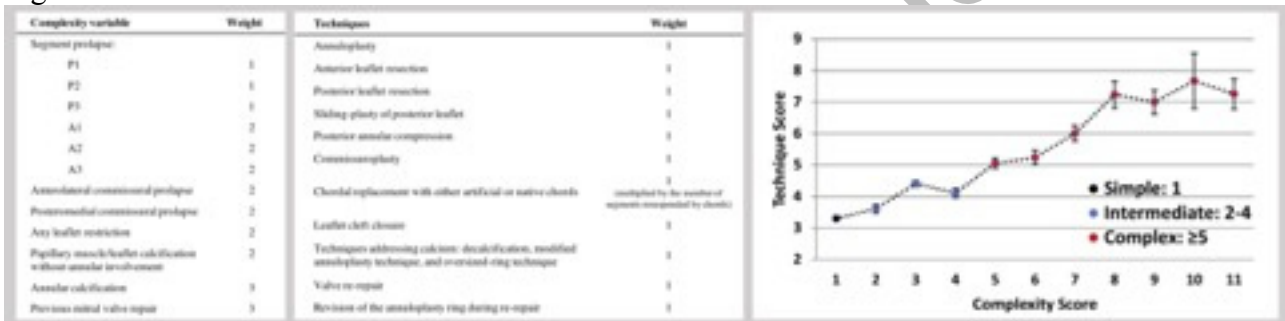 Complexity variable Weight
Segment prolapse:
P1 1
P2 1
P3 1
A1 2
A2 2
A3 2
Anterolateral commissural prolapse 2
Posteromedial commissural prolapse 2
Any leaflet restriction 2
Papillary muscle/leaflet calcification 2
without annular involvement
Annular calcification 3
Previous mitral valve repair 3
Techniques Weight
Annuloplasty 1
Anterior leaflet resection 1
Posterior leaflet resection 1
Sliding-plasty of posterior leaflet 1
Posterior annular compression 1
Commissuroplasty 1
Chordal replacement with either artificial or native chords 1
(multiplied by the number of
segments resuspended by chords)
Leaflet cleft closure 1
Techniques addressing calcium: decalcification, modified 1
annuloplasty technique, and oversized ring technique
Valve re-repair 1
Revision of the annuloplasty ring during re-repair 1
9
8
7
6
5
4
3
2
Technique Score
Simple: 1
Intermediate: 2-4
Complex: ≥5
1 2 3 4 5 6 7 8 9 10 11
Complexity Score